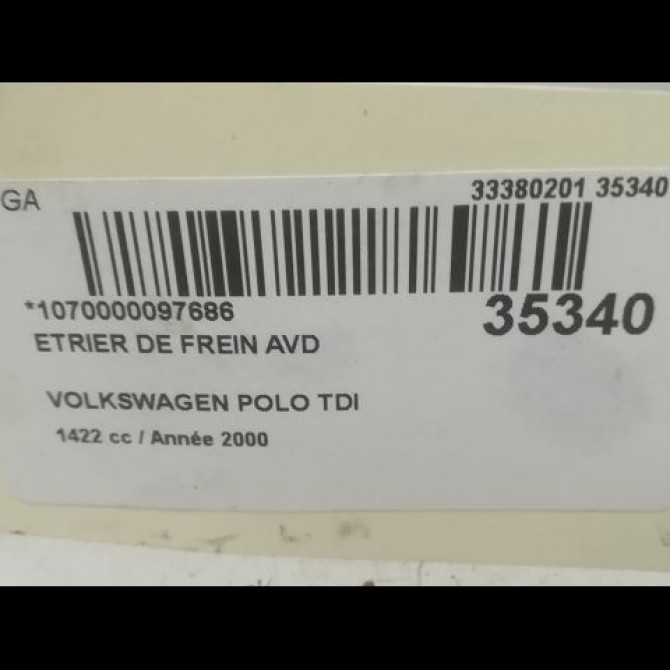 GA 33380201 35340
*1070000097686 35340
ETRIER DE FREIN AVD
VOLKSWAGEN POLO TDI
1422 cc / Année 2000